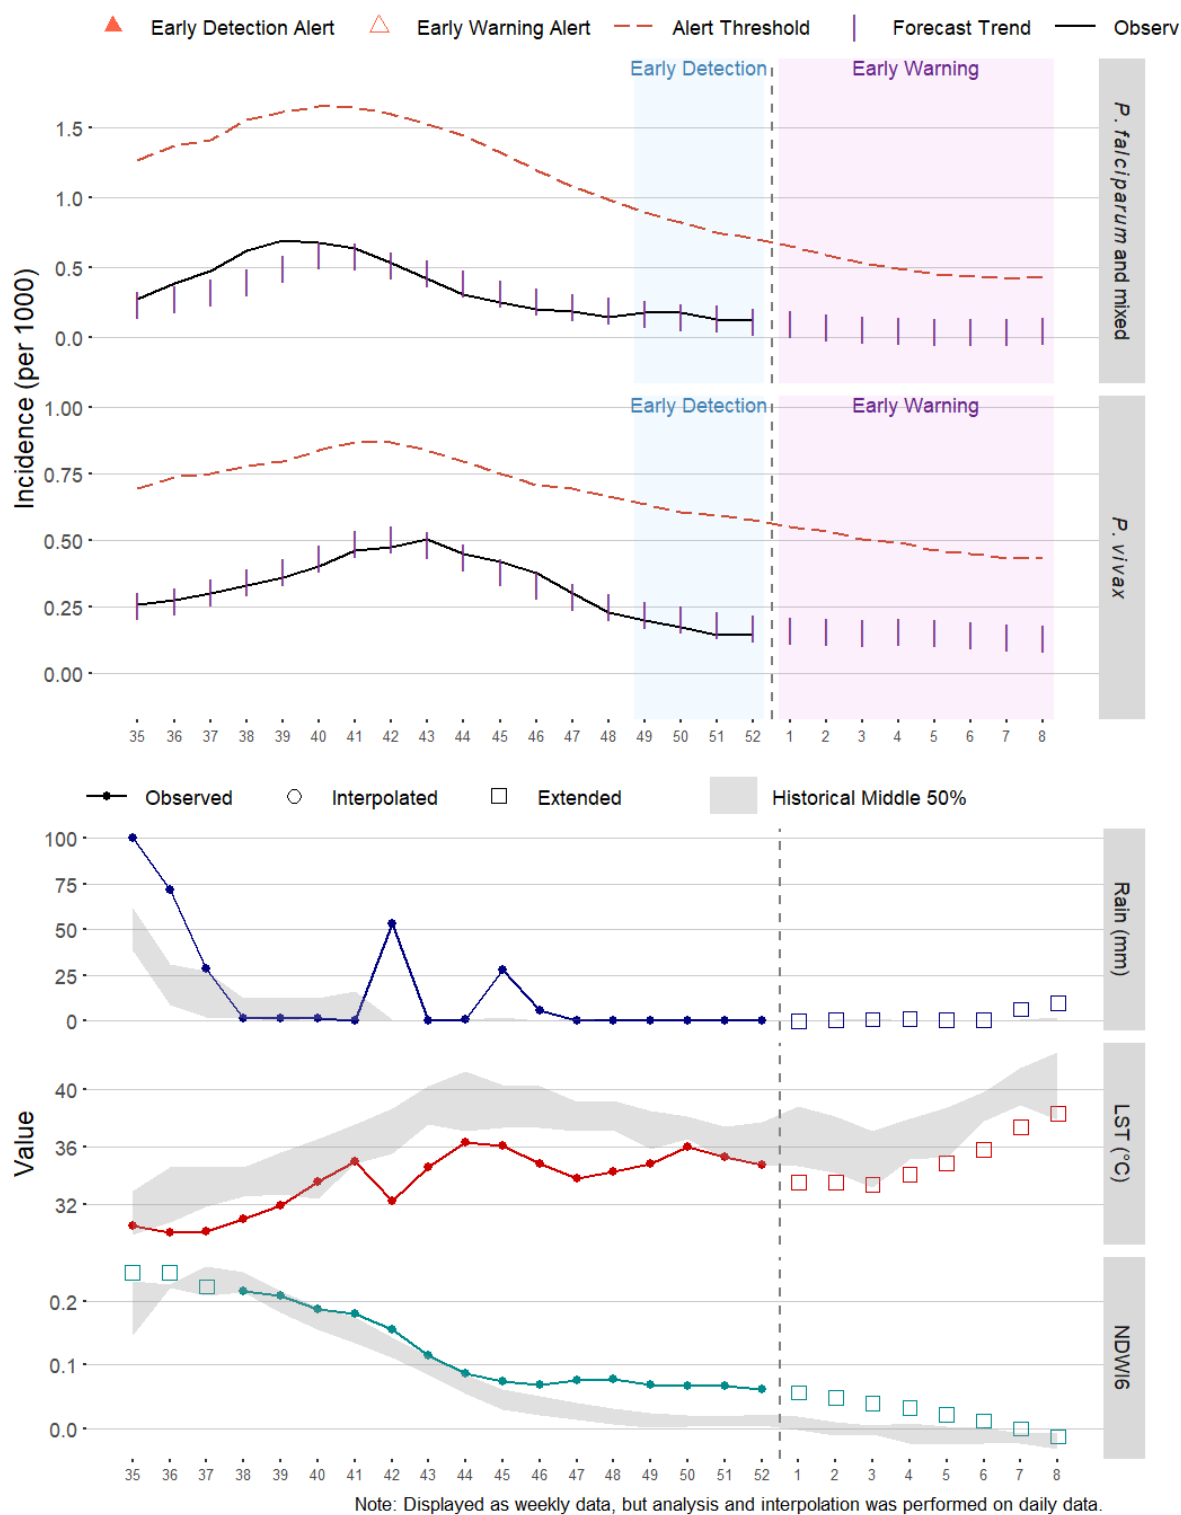 Early Detection Alert Early Warning Alert Alert Threshold Forecast Trend Observ
Early Detection Early Warning
1.5
1.0
0.5
0.0
P. falciparum and mixed
Incidence (per 1000)
Early Detection Early Warning
1.00
0.75
0.50
0.25
0.00
P. vivax
35 36 37 38 39 40 41 42 43 44 45 46 47 48 49 50 51 52 1 2 3 4 5 6 7 8
Observed Interpolated Extended Historical Middle 50%
100
75
50
25
0
Rain (mm)
Value
40
36
32
LST (°C)
0.2
0.1
0.0
NDWI6
35 36 37 38 39 40 41 42 43 44 45 46 47 48 49 50 51 52 1 2 3 4 5 6 7 8
Note: Displayed as weekly data, but analysis and interpolation was performed on daily data.